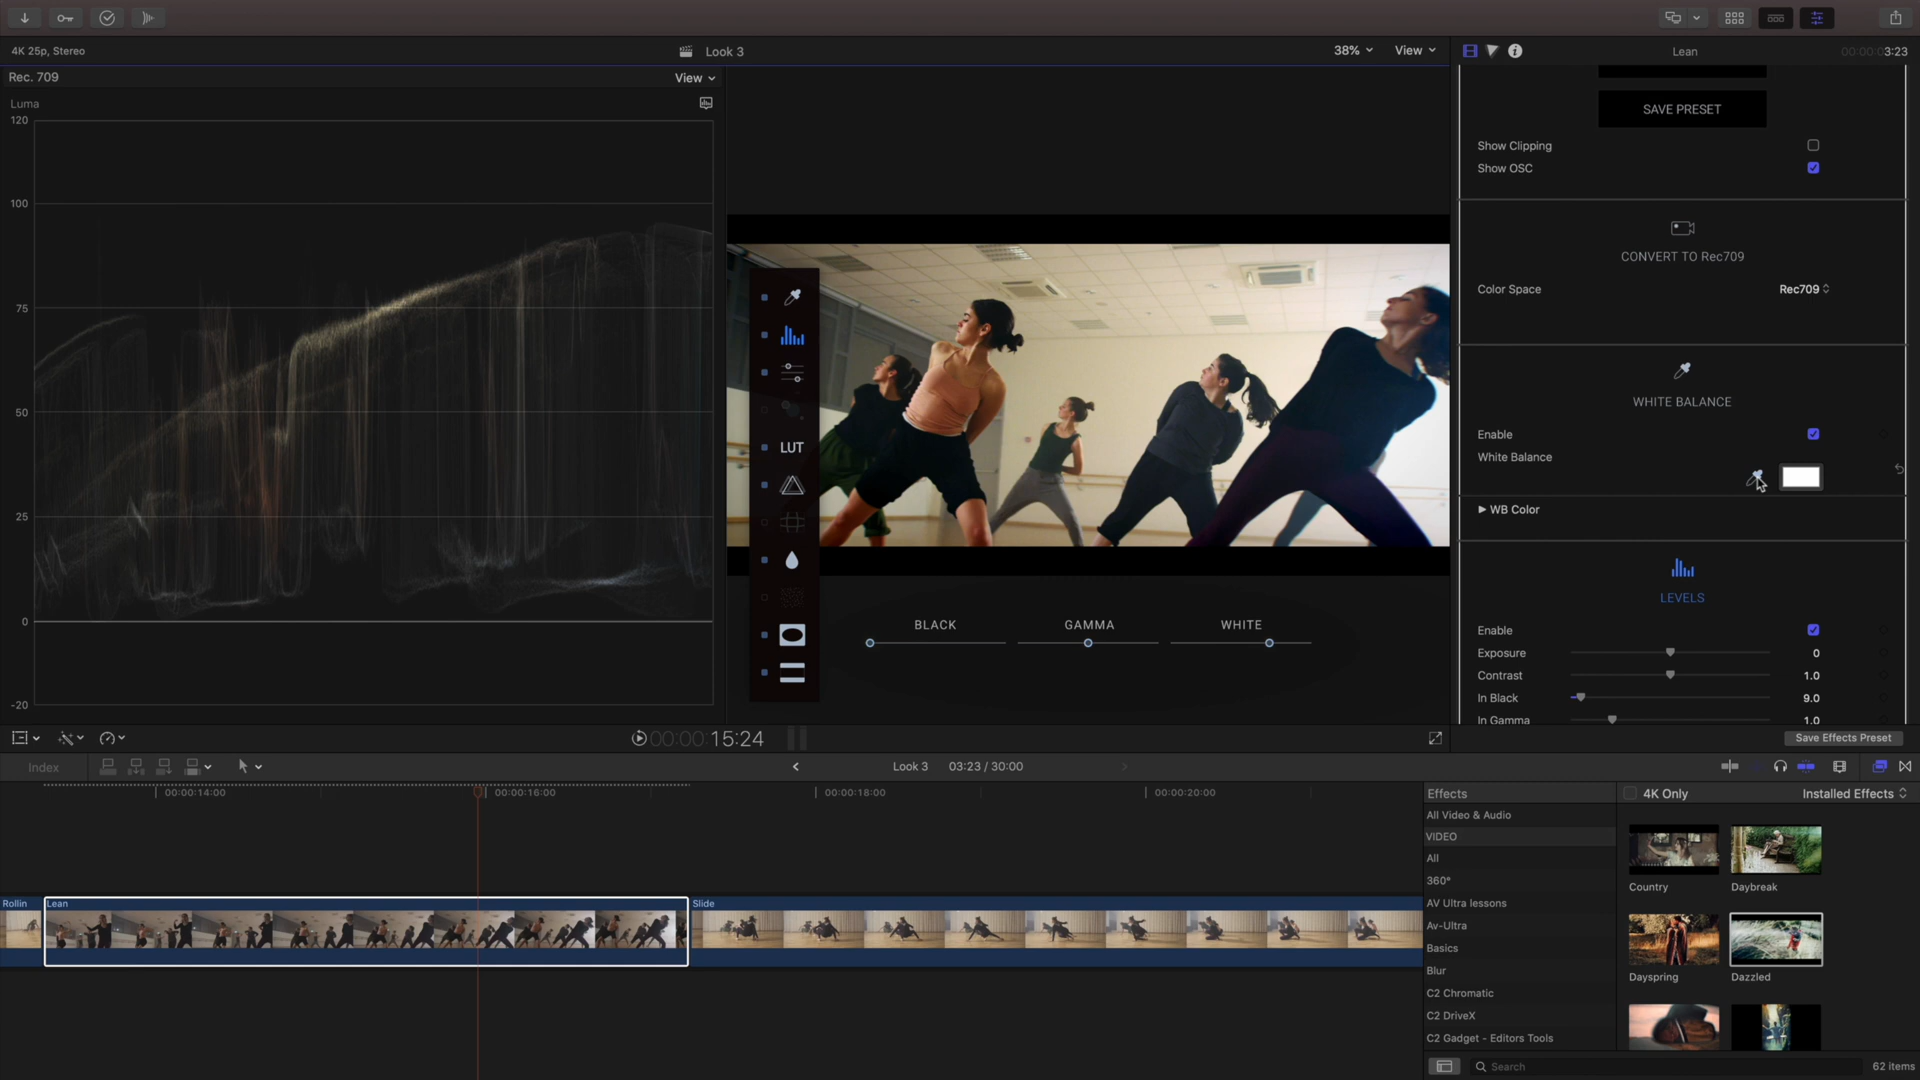 4K 25p, Stereo
Look 3
38%
View
Lean
00:00:03:23
Rec. 709
View
Luma
120
100
75
50
25
0
-20
LUT
BLACK
GAMMA
WHITE
SAVE PRESET
Show Clipping
Show OSC
CONVERT TO Rec709
Color Space
Rec709
WHITE BALANCE
Enable
White Balance
WB Color
LEVELS
Enable
Exposure
0
Contrast
1.0
In Black
9.0
In Gamma
1.0
00:00:15:24
Save Effects Preset
Index
Look 3
03:23 / 30:00
00:00:14:00
00:00:16:00
00:00:18:00
00:00:20:00
Rollin
Lean
Slide
Effects
4K Only
Installed Effects
All Video & Audio
VIDEO
All
360°
AV Ultra lessons
Av-Ultra
Basics
Blur
C2 Chromatic
C2 DriveX
C2 Gadget - Editors Tools
Country
Daybreak
Dayspring
Dazzled
Search
62 items